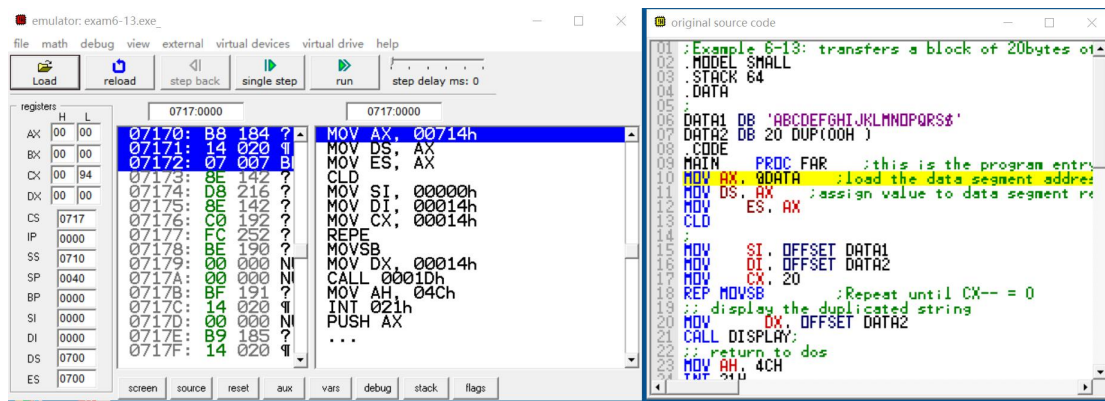 emulator: exam6-13.exe_
file math debug view external virtual devices virtual drive help
Load reload step back single step run step delay ms: 0
registers
H L
0717:0000 0717:0000
AX 00 00
BX 00 00
CX 00 94
DX 00 00
CS 0717
IP 0000
SS 0710
SP 0040
BP 0000
SI 0000
DI 0000
DS 0700
ES 0700
07170: B8 184 ?
07171: 14 020 ¶
07172: 07 007 BE
07173: 8E 142 ?
07174: D8 216 ?
07175: 8E 142 ?
07176: C0 192 ?
07177: FC 252 ?
07178: BE 190 ?
07179: 00 000 NU
0717A: 00 000 NU
0717B: BF 191 ?
0717C: 14 020 ¶
0717D: 00 000 NU
0717E: B9 185 ?
0717F: 14 020 ¶
MOV AX, 00714h
MOV DS, AX
MOV ES, AX
CLD
MOV SI, 00000h
MOV DI, 00014h
MOV CX, 00014h
REPE
MOVSB
MOV DX, 00014h
CALL 0001Dh
MOV AH, 04Ch
INT 021h
PUSH AX
...
screen source reset aux vars debug stack flags
original source code
01 ;Example 6-13: transfers a block of 20bytes of
02 .MODEL SMALL
03 .STACK 64
04 .DATA
05 ;
06 DATA1 DB 'ABCDEFGHIJKLMNOPQRS$'
07 DATA2 DB 20 DUP(00H )
08 .CODE
09 MAIN PROC FAR ;this is the program entry
10 MOV AX, @DATA ;load the data segment addres
11 MOV DS, AX ;assign value to data segment re
12 MOV ES, AX
13 CLD
14 ;
15 MOV SI, OFFSET DATA1
16 MOV DI, OFFSET DATA2
17 MOV CX, 20
18 REP MOVSB ;Repeat until CX-- = 0
19 ;; display the duplicated string
20 MOV DX, OFFSET DATA2
21 CALL DISPLAY;
22 ;; return to dos
23 MOV AH, 4CH
24 INT 21H